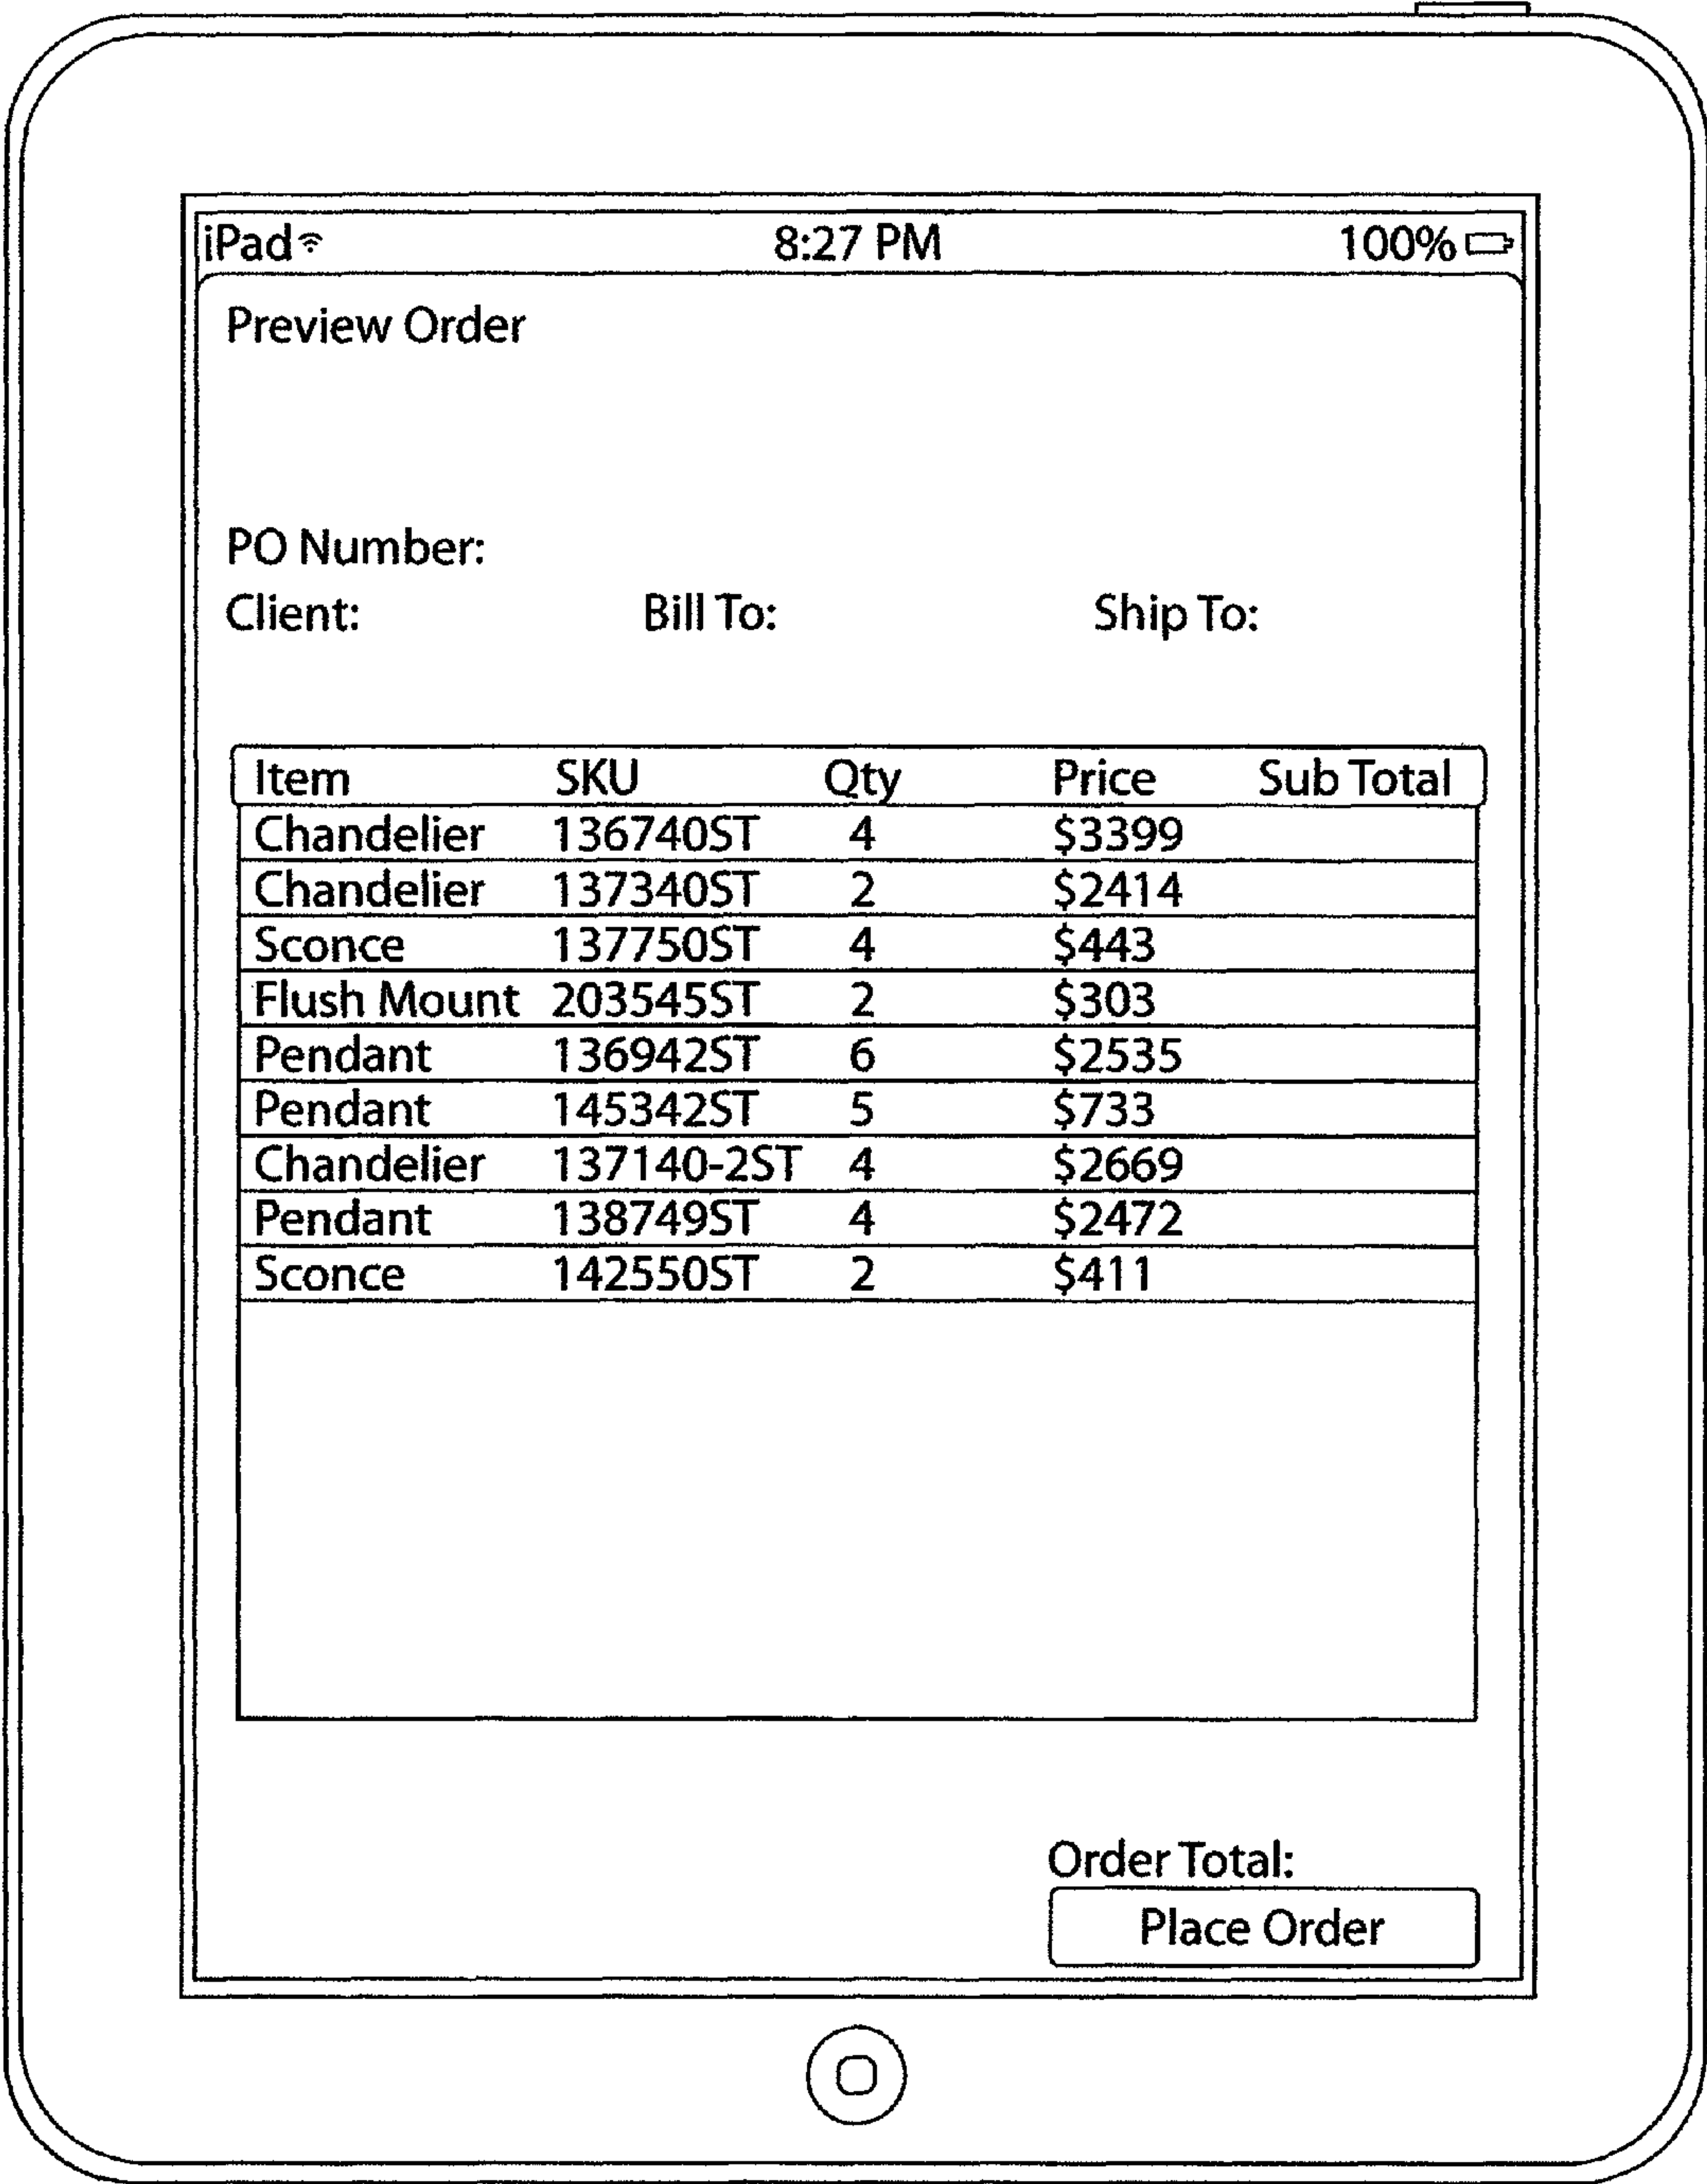 iPad 8:27 PM 100%
Preview Order
PO Number:
Client: Bill To: Ship To:
Item SKU Qty Price Sub Total
Chandelier 136740ST 4 $3399
Chandelier 137340ST 2 $2414
Sconce 137750ST 4 $443
Flush Mount 203545ST 2 $303
Pendant 136942ST 6 $2535
Pendant 145342ST 5 $733
Chandelier 137140-2ST 4 $2669
Pendant 138749ST 4 $2472
Sconce 142550ST 2 $411
Order Total:
Place Order